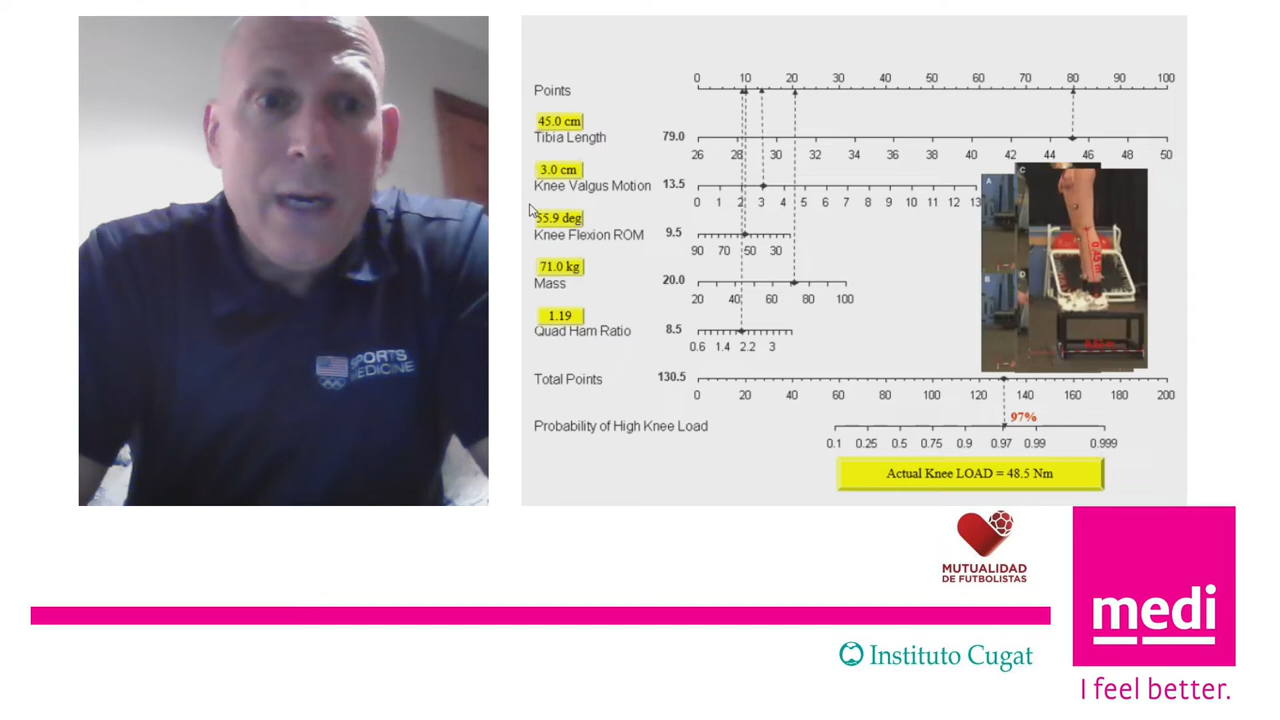 0 10 20 30 40 50 60 70 80 90 100
Points
45.0 cm
Tibia Length 79.0
26 28 30 32 34 36 38 40 42 44 46 48 50
3.0 cm
Knee Valgus Motion 13.5
0 1 2 3 4 5 6 7 8 9 10 11 12 13
55.9 deg
Knee Flexion ROM 9.5
90 70 50 30
71.0 kg
Mass 20.0
20 40 60 80 100
1.19
Quad Ham Ratio 8.5
0.6 1.4 2.2 3
Total Points 130.5
0 20 40 60 80 100 120 140 160 180 200
97%
Probability of High Knee Load
0.1 0.25 0.5 0.75 0.9 0.97 0.99 0.999
Actual Knee LOAD = 48.5 Nm
A
C
B
D
SPORTS
MEDICINE
MUTUALIDAD
DE FUTBOLISTAS
medi
Instituto Cugat
I feel better.